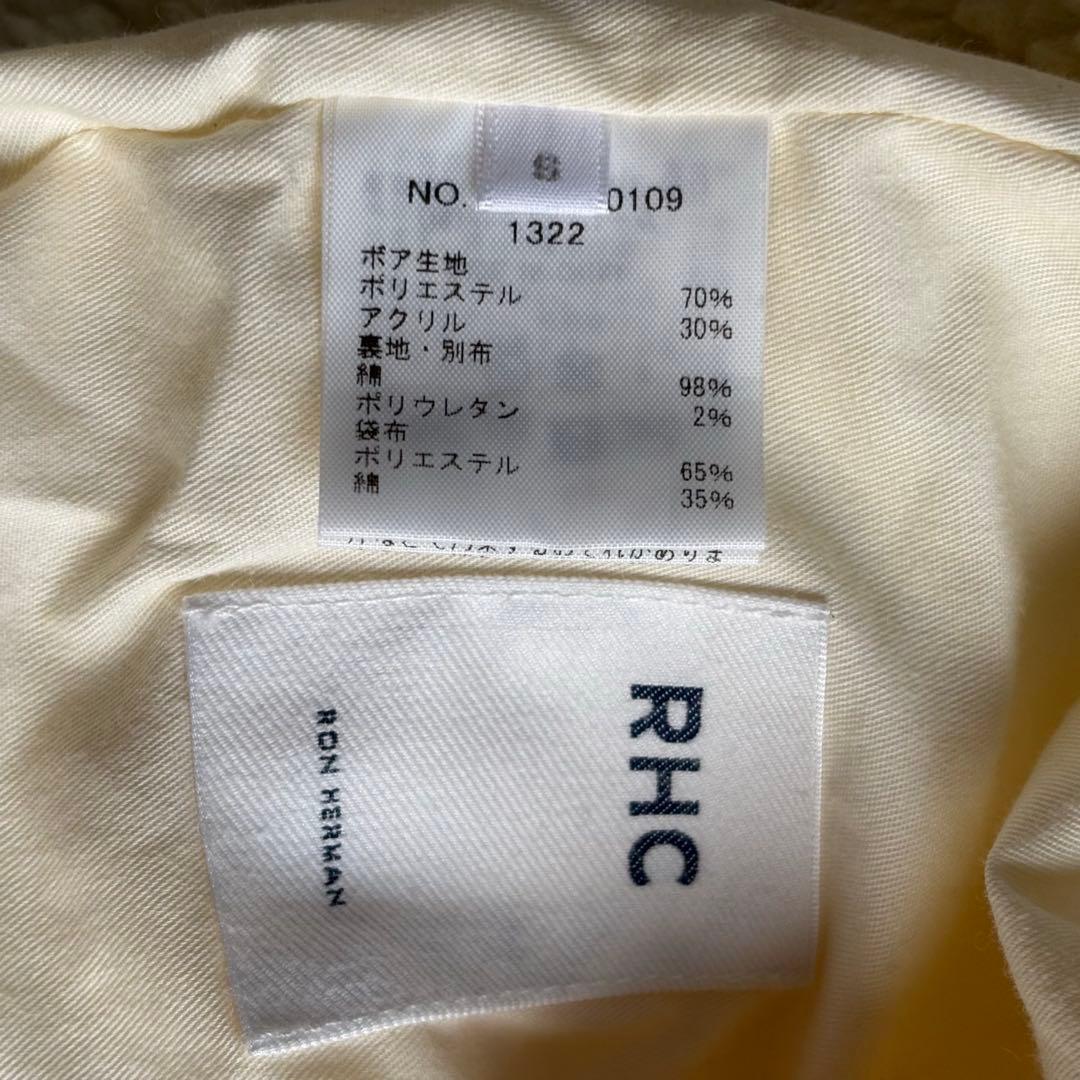 S
NO. 0109
1322
ボア生地
ポリエステル 70%
アクリル 30%
裏地・別布
綿 98%
ポリウレタン 2%
袋布
ポリエステル 65%
綿 35%
RHC
RON HERMAN